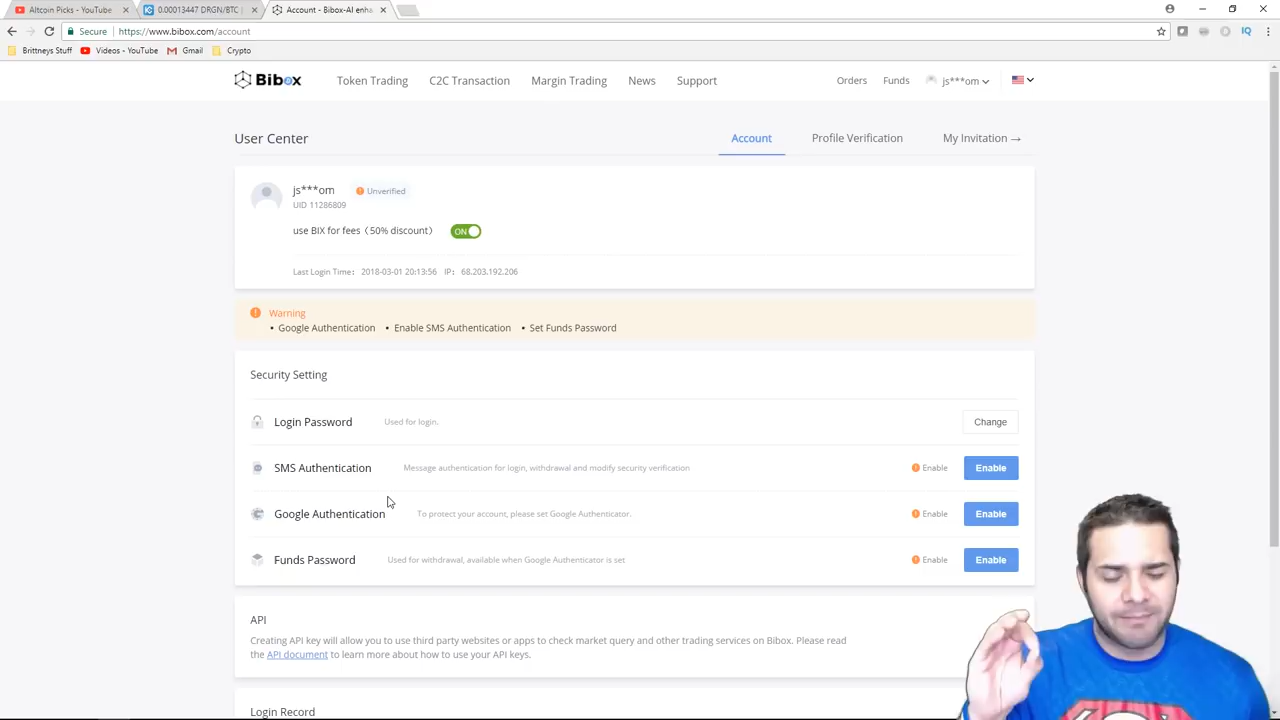 Altcoin Picks - YouTube
0.00013447 DRGN/BTC |
Account - Bibox-AI enha
Secure
https://www.bibox.com/account
Brittneys Stuff
Videos - YouTube
Gmail
Crypto
Bibox
Token Trading
C2C Transaction
Margin Trading
News
Support
Orders
Funds
js***om
User Center
Account
Profile Verification
My Invitation →
js***om
Unverified
UID 11286809
use BIX for fees（50% discount）
ON
Last Login Time： 2018-03-01 20:13:56 IP： 68.203.192.206
Warning
• Google Authentication • Enable SMS Authentication • Set Funds Password
Security Setting
Login Password
Used for login.
Change
SMS Authentication
Message authentication for login, withdrawal and modify security verification
Enable
Enable
Google Authentication
To protect your account, please set Google Authenticator.
Enable
Enable
Funds Password
Used for withdrawal, available when Google Authenticator is set
Enable
Enable
API
Creating API key will allow you to use third party websites or apps to check market query and other trading services on Bibox. Please read
the API document to learn more about how to use your API keys.
Login Record